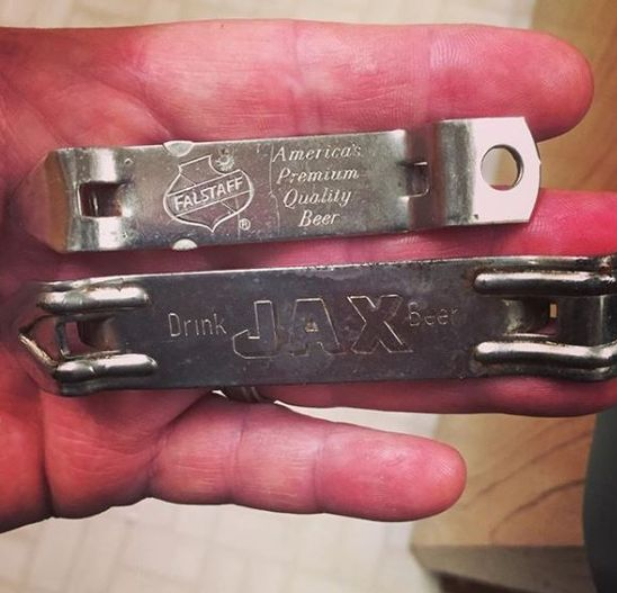 FALSTAFF
®
America's
Premium
Quality
Beer
Drink JAX Beer